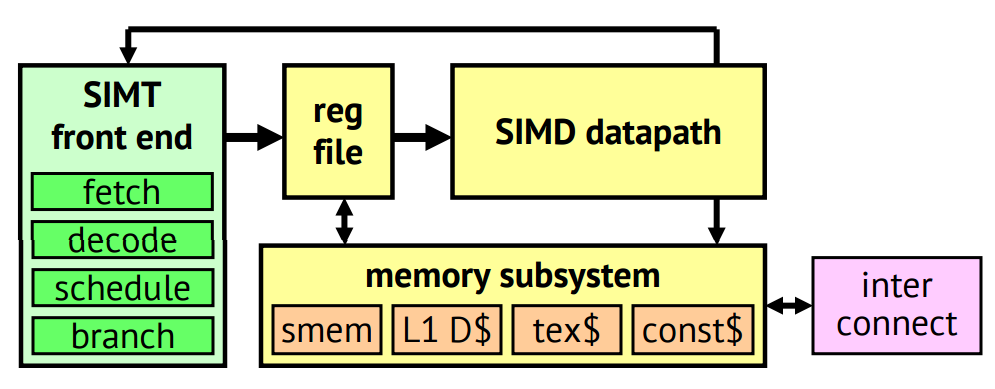 SIMT
front end
fetch
decode
schedule
branch
reg
file
SIMD datapath
memory subsystem
smem
L1 D$
tex$
const$
inter
connect